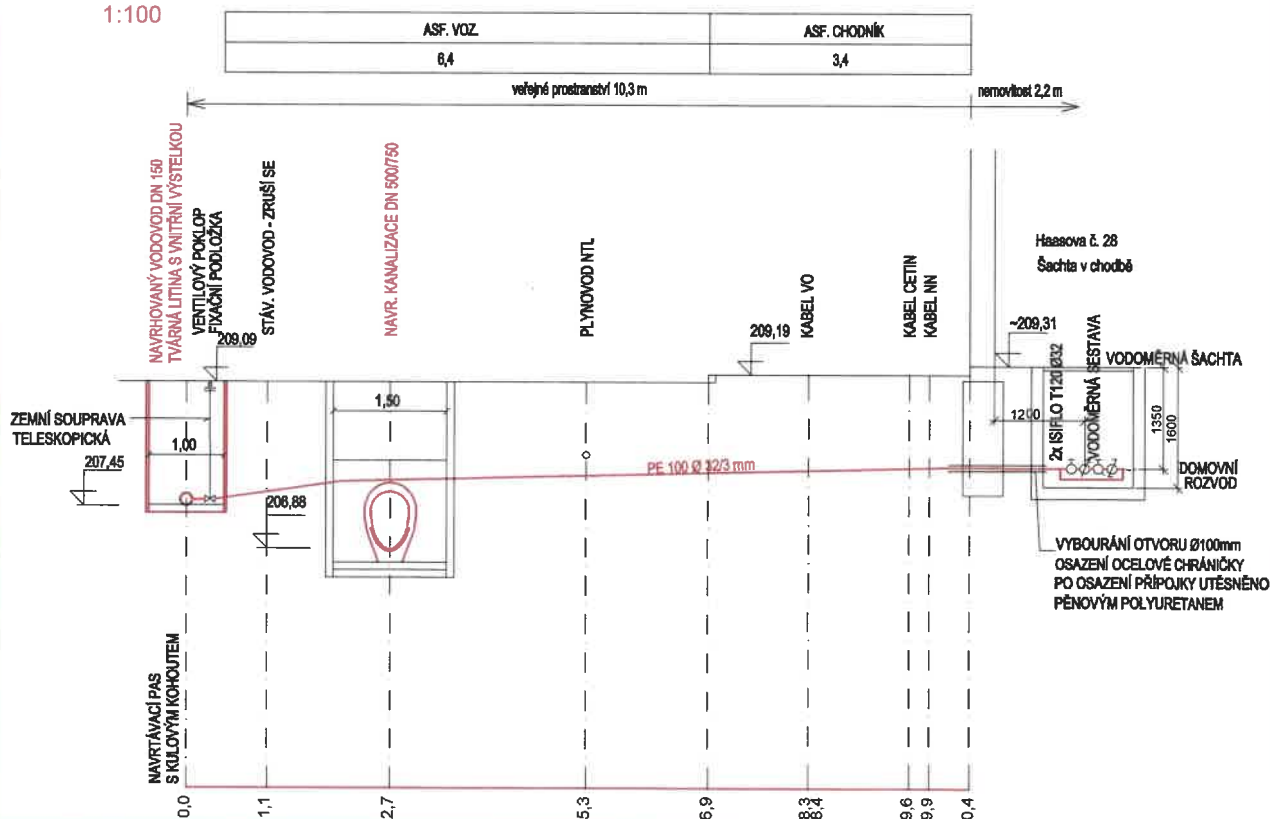 1:100
ASF. VOZ.
ASF. CHODNÍK
6,4
3,4
veřejné prostranství 10,3 m
nemovitost 2,2 m
NAVRHOVANÝ VODOVOD DN 150
TVÁRNÁ LITINA S VNITŘNÍ VÝSTELKOU
VENTILOVÝ POKLOP
FIXAČNÍ PODLOŽKA
STÁV. VODOVOD - ZRUŠÍ SE
NAVR. KANALIZACE DN 500/750
PLYNOVOD NTL
KABEL VO
KABEL CETIN
KABEL NN
Haasova č. 28
Šachta v chodbě
209,09
209,19
~209,31
VODOMĚRNÁ ŠACHTA
2x ISIFLO T120 Ø32
VODOMĚRNÁ SESTAVA
ZEMNÍ SOUPRAVA
TELESKOPICKÁ
1,00
1,50
1200
1350
1600
207,45
PE 100 Ø 32/3 mm
DOMOVNÍ
ROZVOD
206,88
VYBOURÁNÍ OTVORU Ø100mm
OSAZENÍ OCELOVÉ CHRÁNIČKY
PO OSAZENÍ PŘÍPOJKY UTĚSNĚNO
PĚNOVÝM POLYURETANEM
NAVRTÁVACÍ PAS
S KULOVÝM KOHOUTEM
0,0
1,1
2,7
5,3
6,9
8,3
8,4
9,6
9,9
0,4